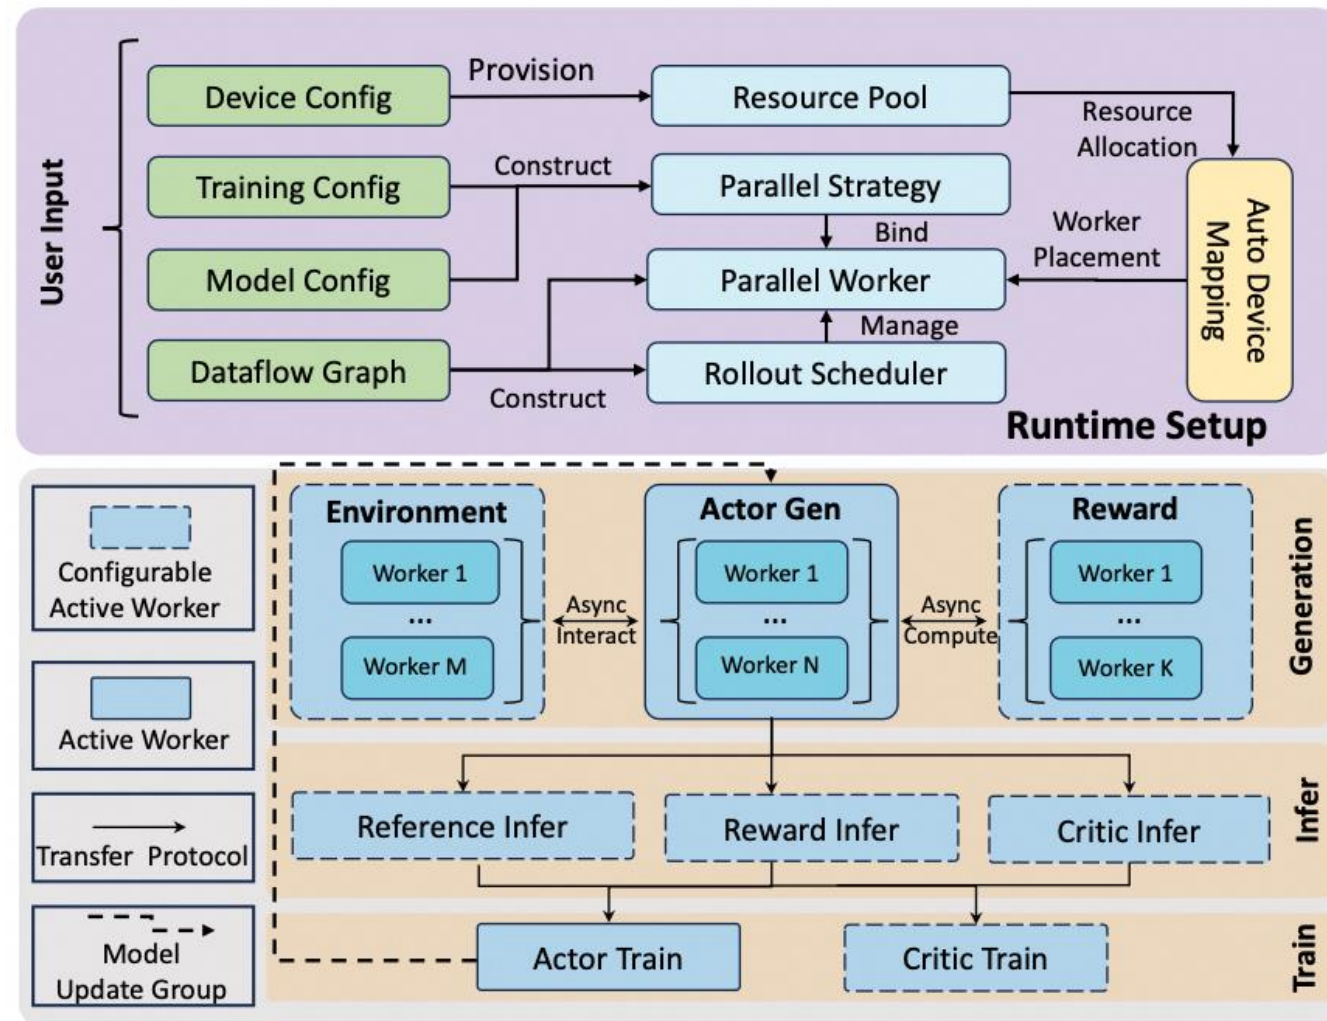 User Input
Device Config
Provision
Resource Pool
Resource
Allocation
Training Config
Construct
Parallel Strategy
Bind
Model Config
Parallel Worker
Worker
Placement
Auto Device
Mapping
Manage
Dataflow Graph
Construct
Rollout Scheduler
Runtime Setup
Configurable
Active Worker
Active Worker
Transfer Protocol
Model
Update Group
Environment
Worker 1
...
Worker M
Async
Interact
Actor Gen
Worker 1
...
Worker N
Async
Compute
Reward
Worker 1
...
Worker K
Generation
Reference Infer
Reward Infer
Critic Infer
Infer
Actor Train
Critic Train
Train